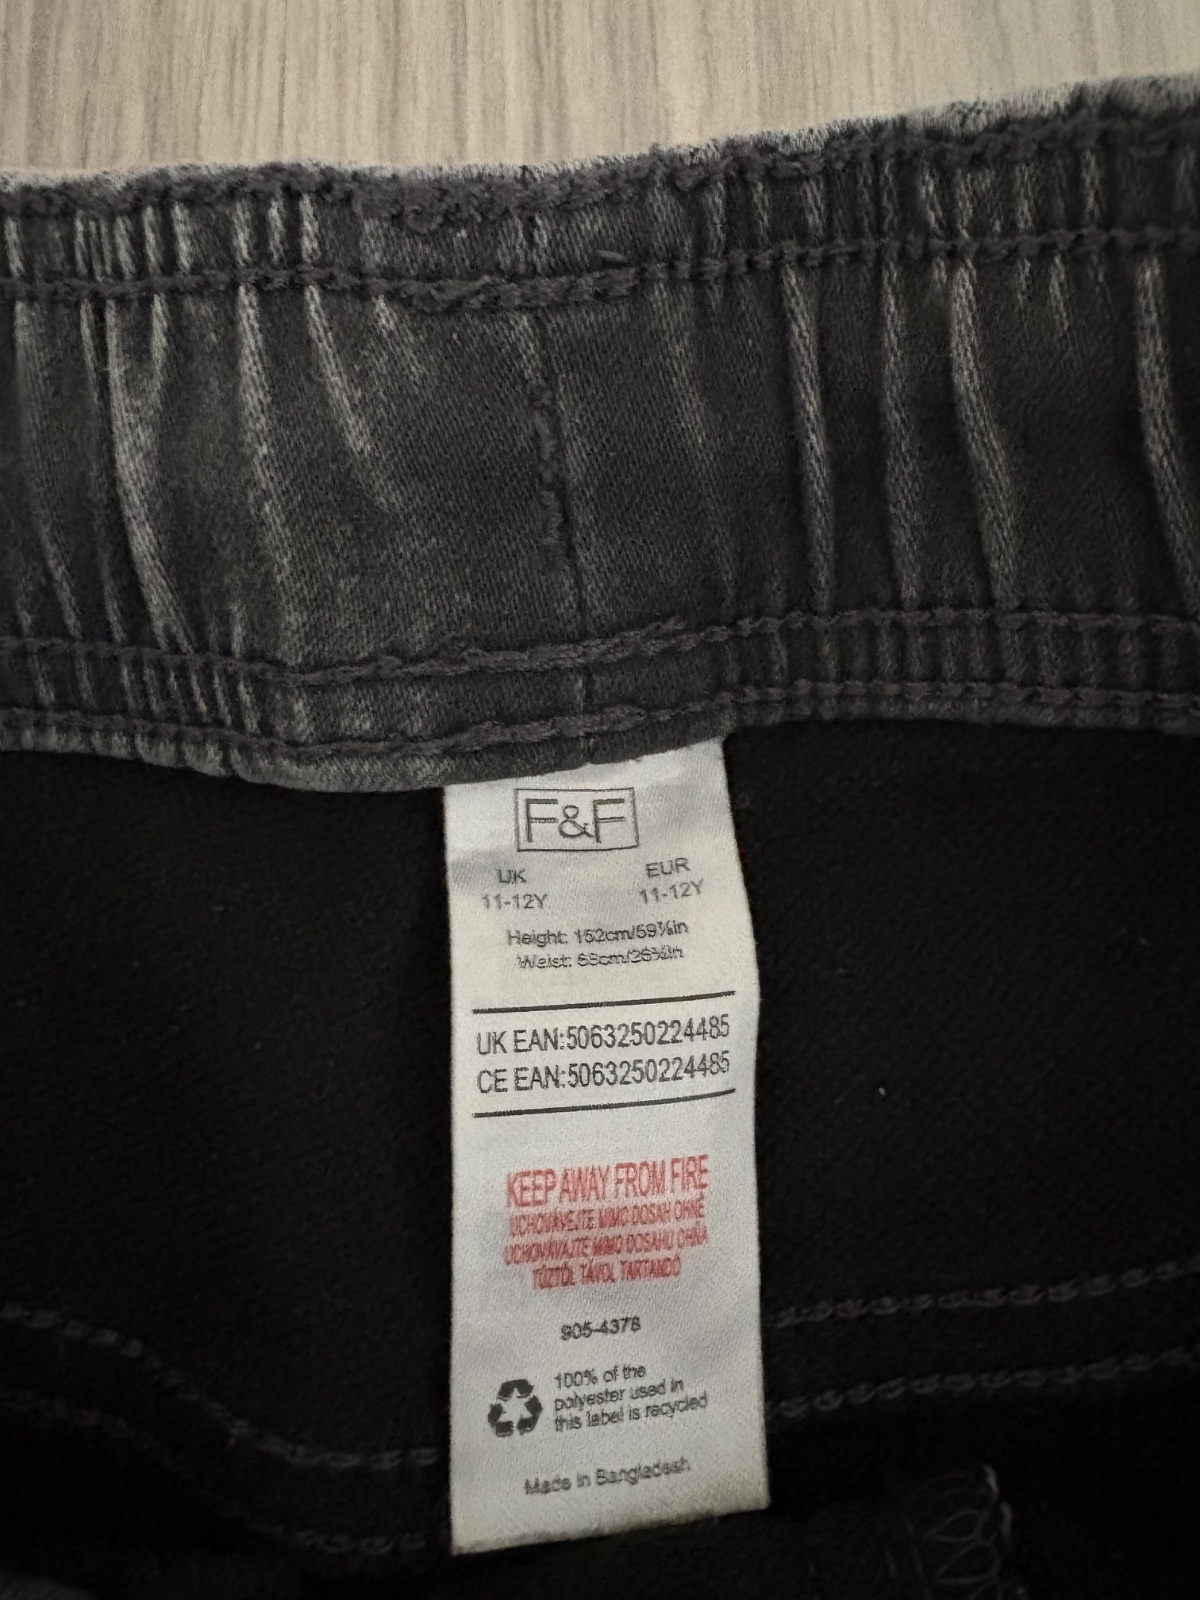 F&F
UK EUR
11-12Y 11-12Y
Height: 152cm/59⅞in
Waist: 68cm/26¾in
UK EAN:5063250224485
CE EAN:5063250224485
KEEP AWAY FROM FIRE
UCHOVÁVEJTE MIMO DOSAH OHNĚ
UCHOVÁVAJTE MIMO DOSAHU OHŇA
TŰZTŐL TÁVOL TARTANDÓ
905-4378
100% of the
polyester used in
this label is recycled
Made in Bangladesh